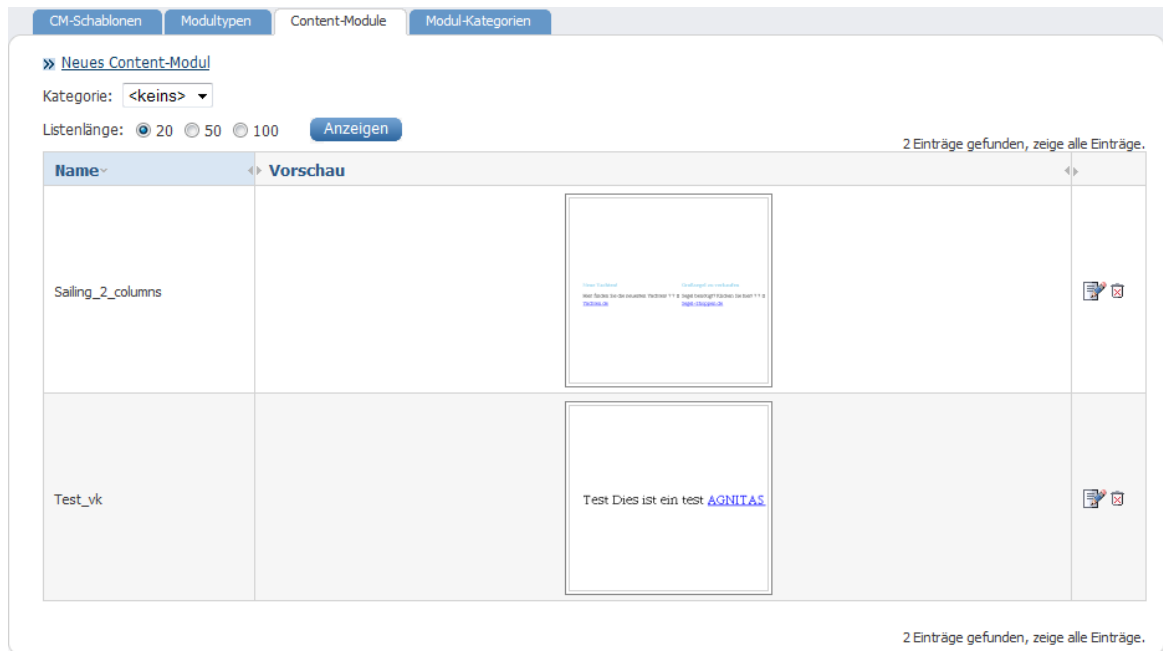 CM-Schablonen Modultypen Content-Module Modul-Kategorien
Neues Content-Modul
Kategorie: <keins>
Listenlänge: 20 50 100 Anzeigen
2 Einträge gefunden, zeige alle Einträge.
Name Vorschau
Sailing_2_columns
Test_vk
Test Dies ist ein test AGNITAS
2 Einträge gefunden, zeige alle Einträge.